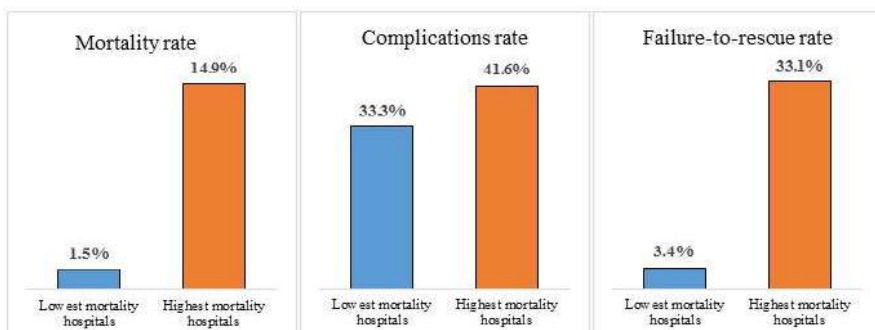 Mortality rate
14.9%
1.5%
Lowest mortality
hospitals
Highest mortality
hospitals
Complications rate
41.6%
33.3%
Lowest mortality
hospitals
Highest mortality
hospitals
Failure-to-rescue rate
33.1%
3.4%
Lowest mortality
hospitals
Highest mortality
hospitals